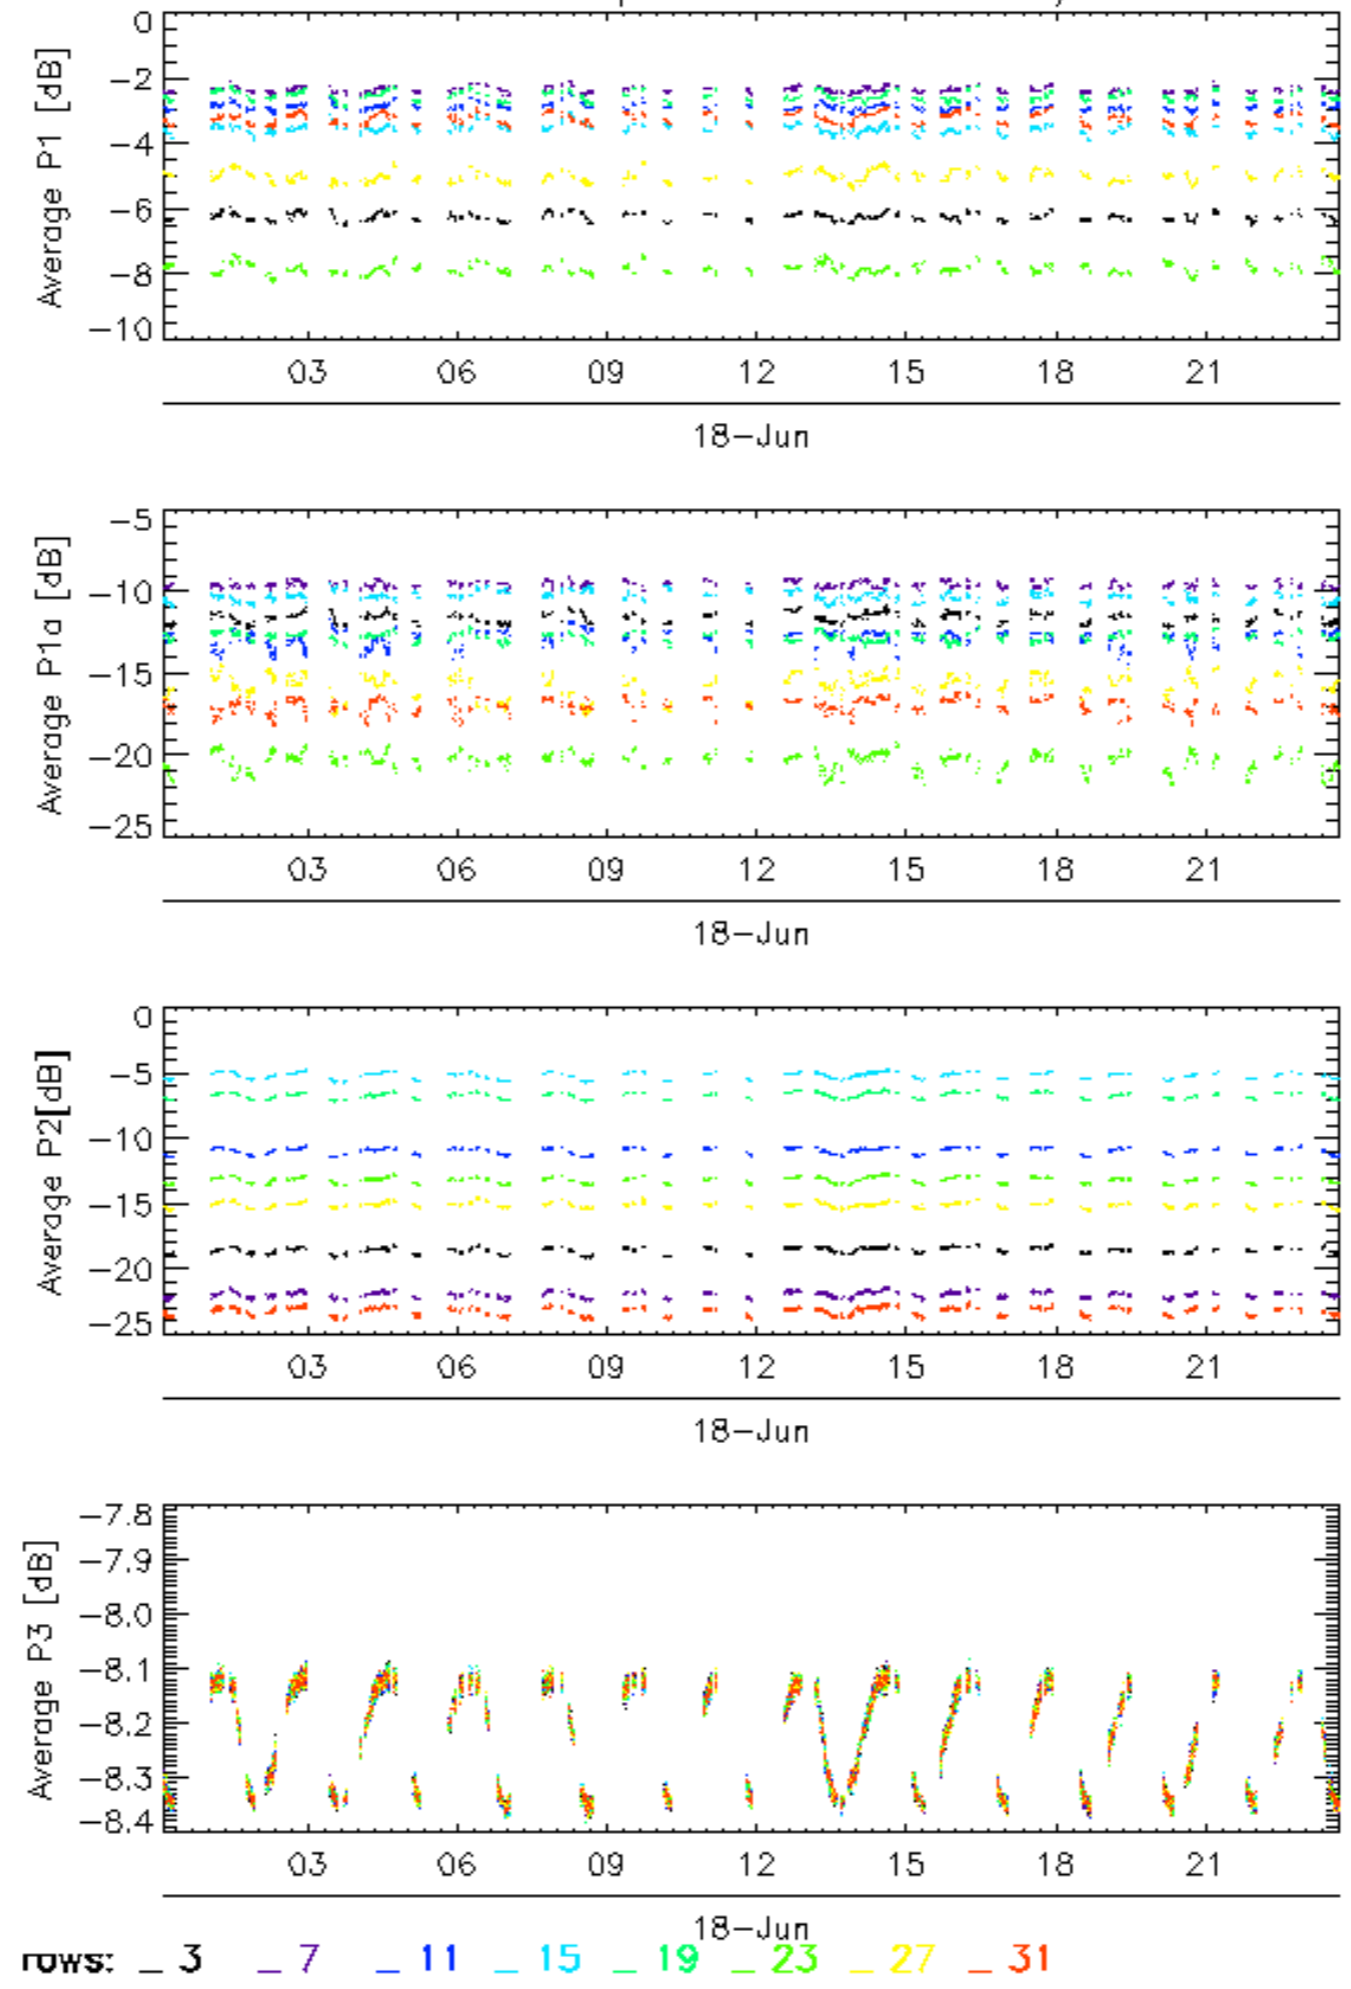 Average P1 [dB]
0
−2
−4
−6
−8
−10
03 06 09 12 15 18 21
18−Jun
Average P1a [dB]
−5
−10
−15
−20
−25
03 06 09 12 15 18 21
18−Jun
Average P2[dB]
0
−5
−10
−15
−20
−25
03 06 09 12 15 18 21
18−Jun
Average P3 [dB]
−7.8
−7.9
−8.0
−8.1
−8.2
−8.3
−8.4
03 06 09 12 15 18 21
18−Jun
rows: _ 3 _ 7 _ 11 _ 15 _ 19 _ 23 _ 27 _ 31